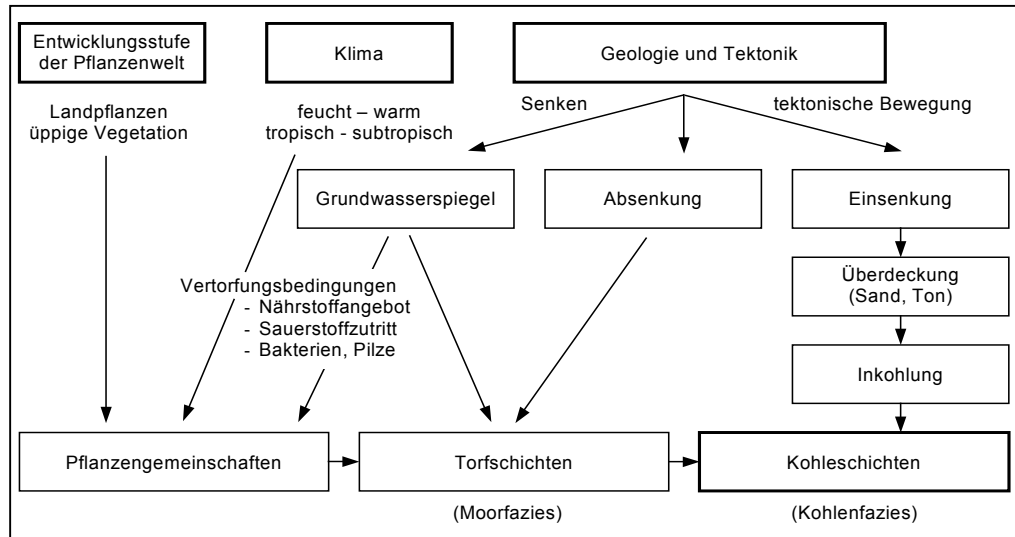 Entwicklungsstufe
der Pflanzenwelt
Klima
Geologie und Tektonik
Landpflanzen
üppige Vegetation
feucht – warm
tropisch - subtropisch
Senken
tektonische Bewegung
Grundwasserspiegel
Absenkung
Einsenkung
Überdeckung
(Sand, Ton)
Vertorfungsbedingungen
- Nährstoffangebot
- Sauerstoffzutritt
- Bakterien, Pilze
Inkohlung
Pflanzengemeinschaften
Torfschichten
Kohleschichten
(Moorfazies)
(Kohlenfazies)